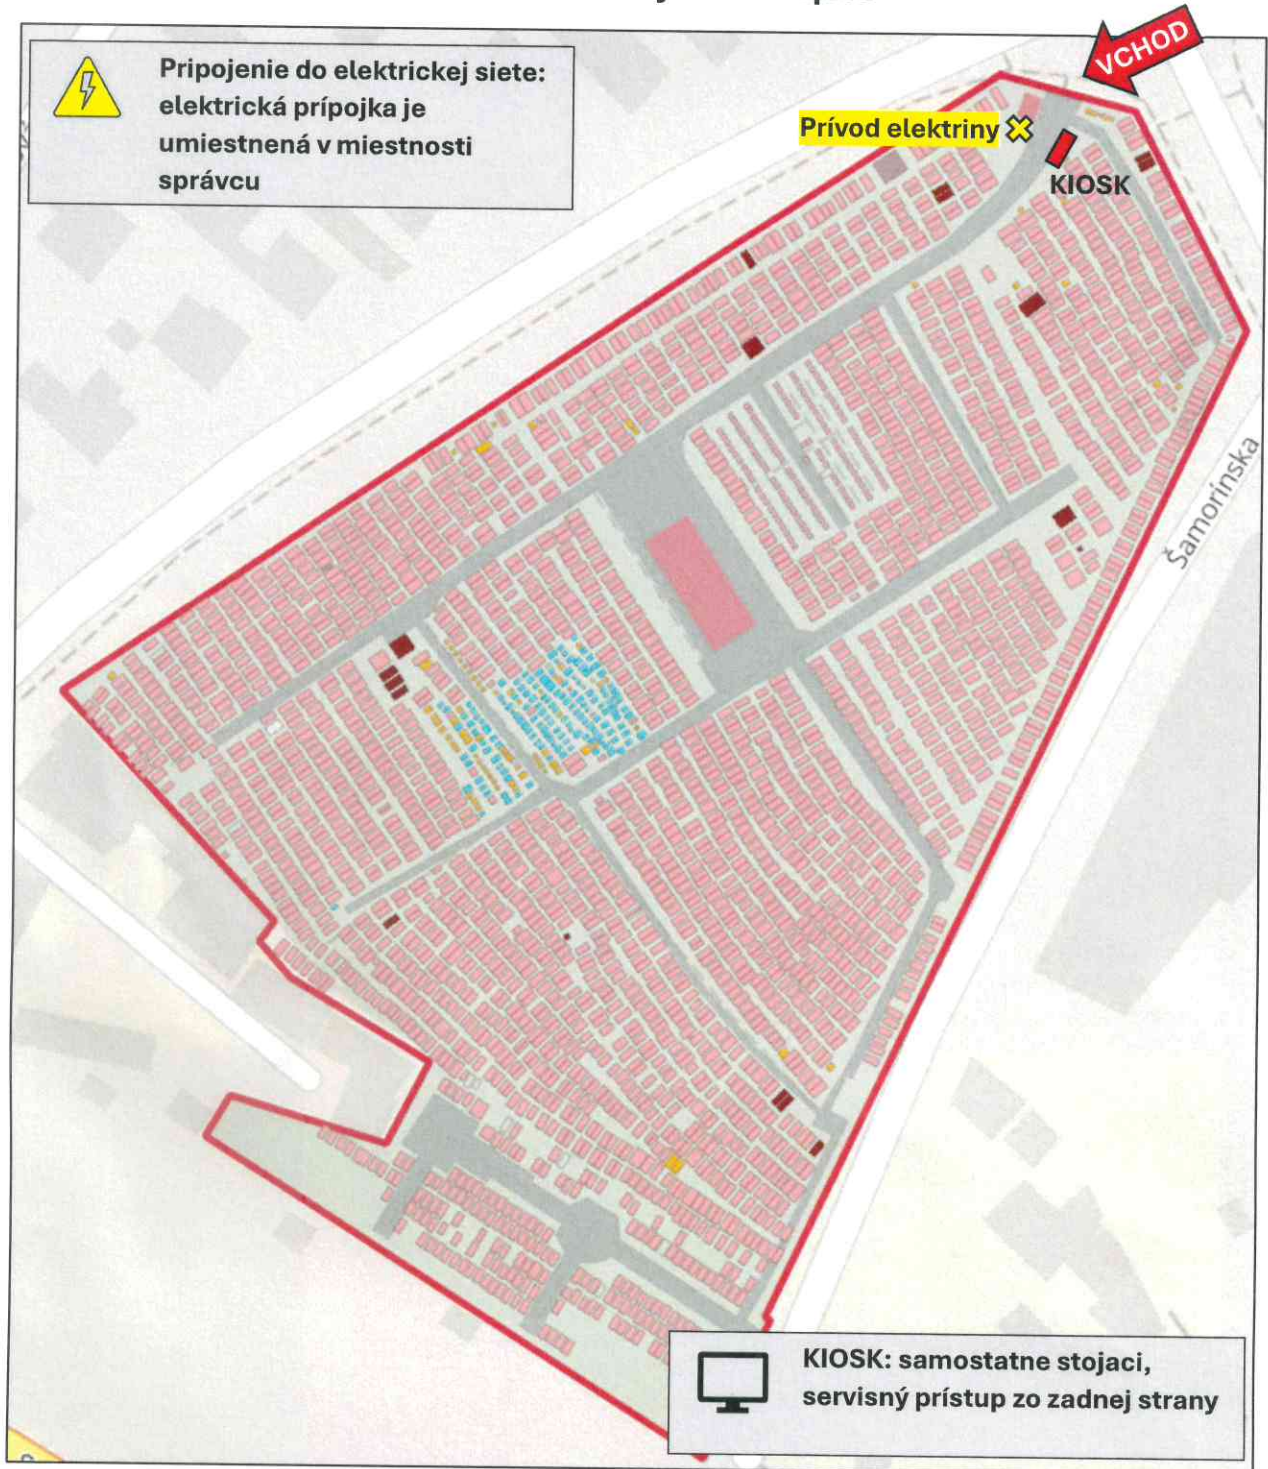 Pripojenie do elektrickej siete:
elektrická prípojka je
umiestnená v miestnosti
správcu
VCHOD
Prívod elektriny
KIOSK
Šamorínska
KIOSK: samostatne stojaci,
servisný prístup zo zadnej strany